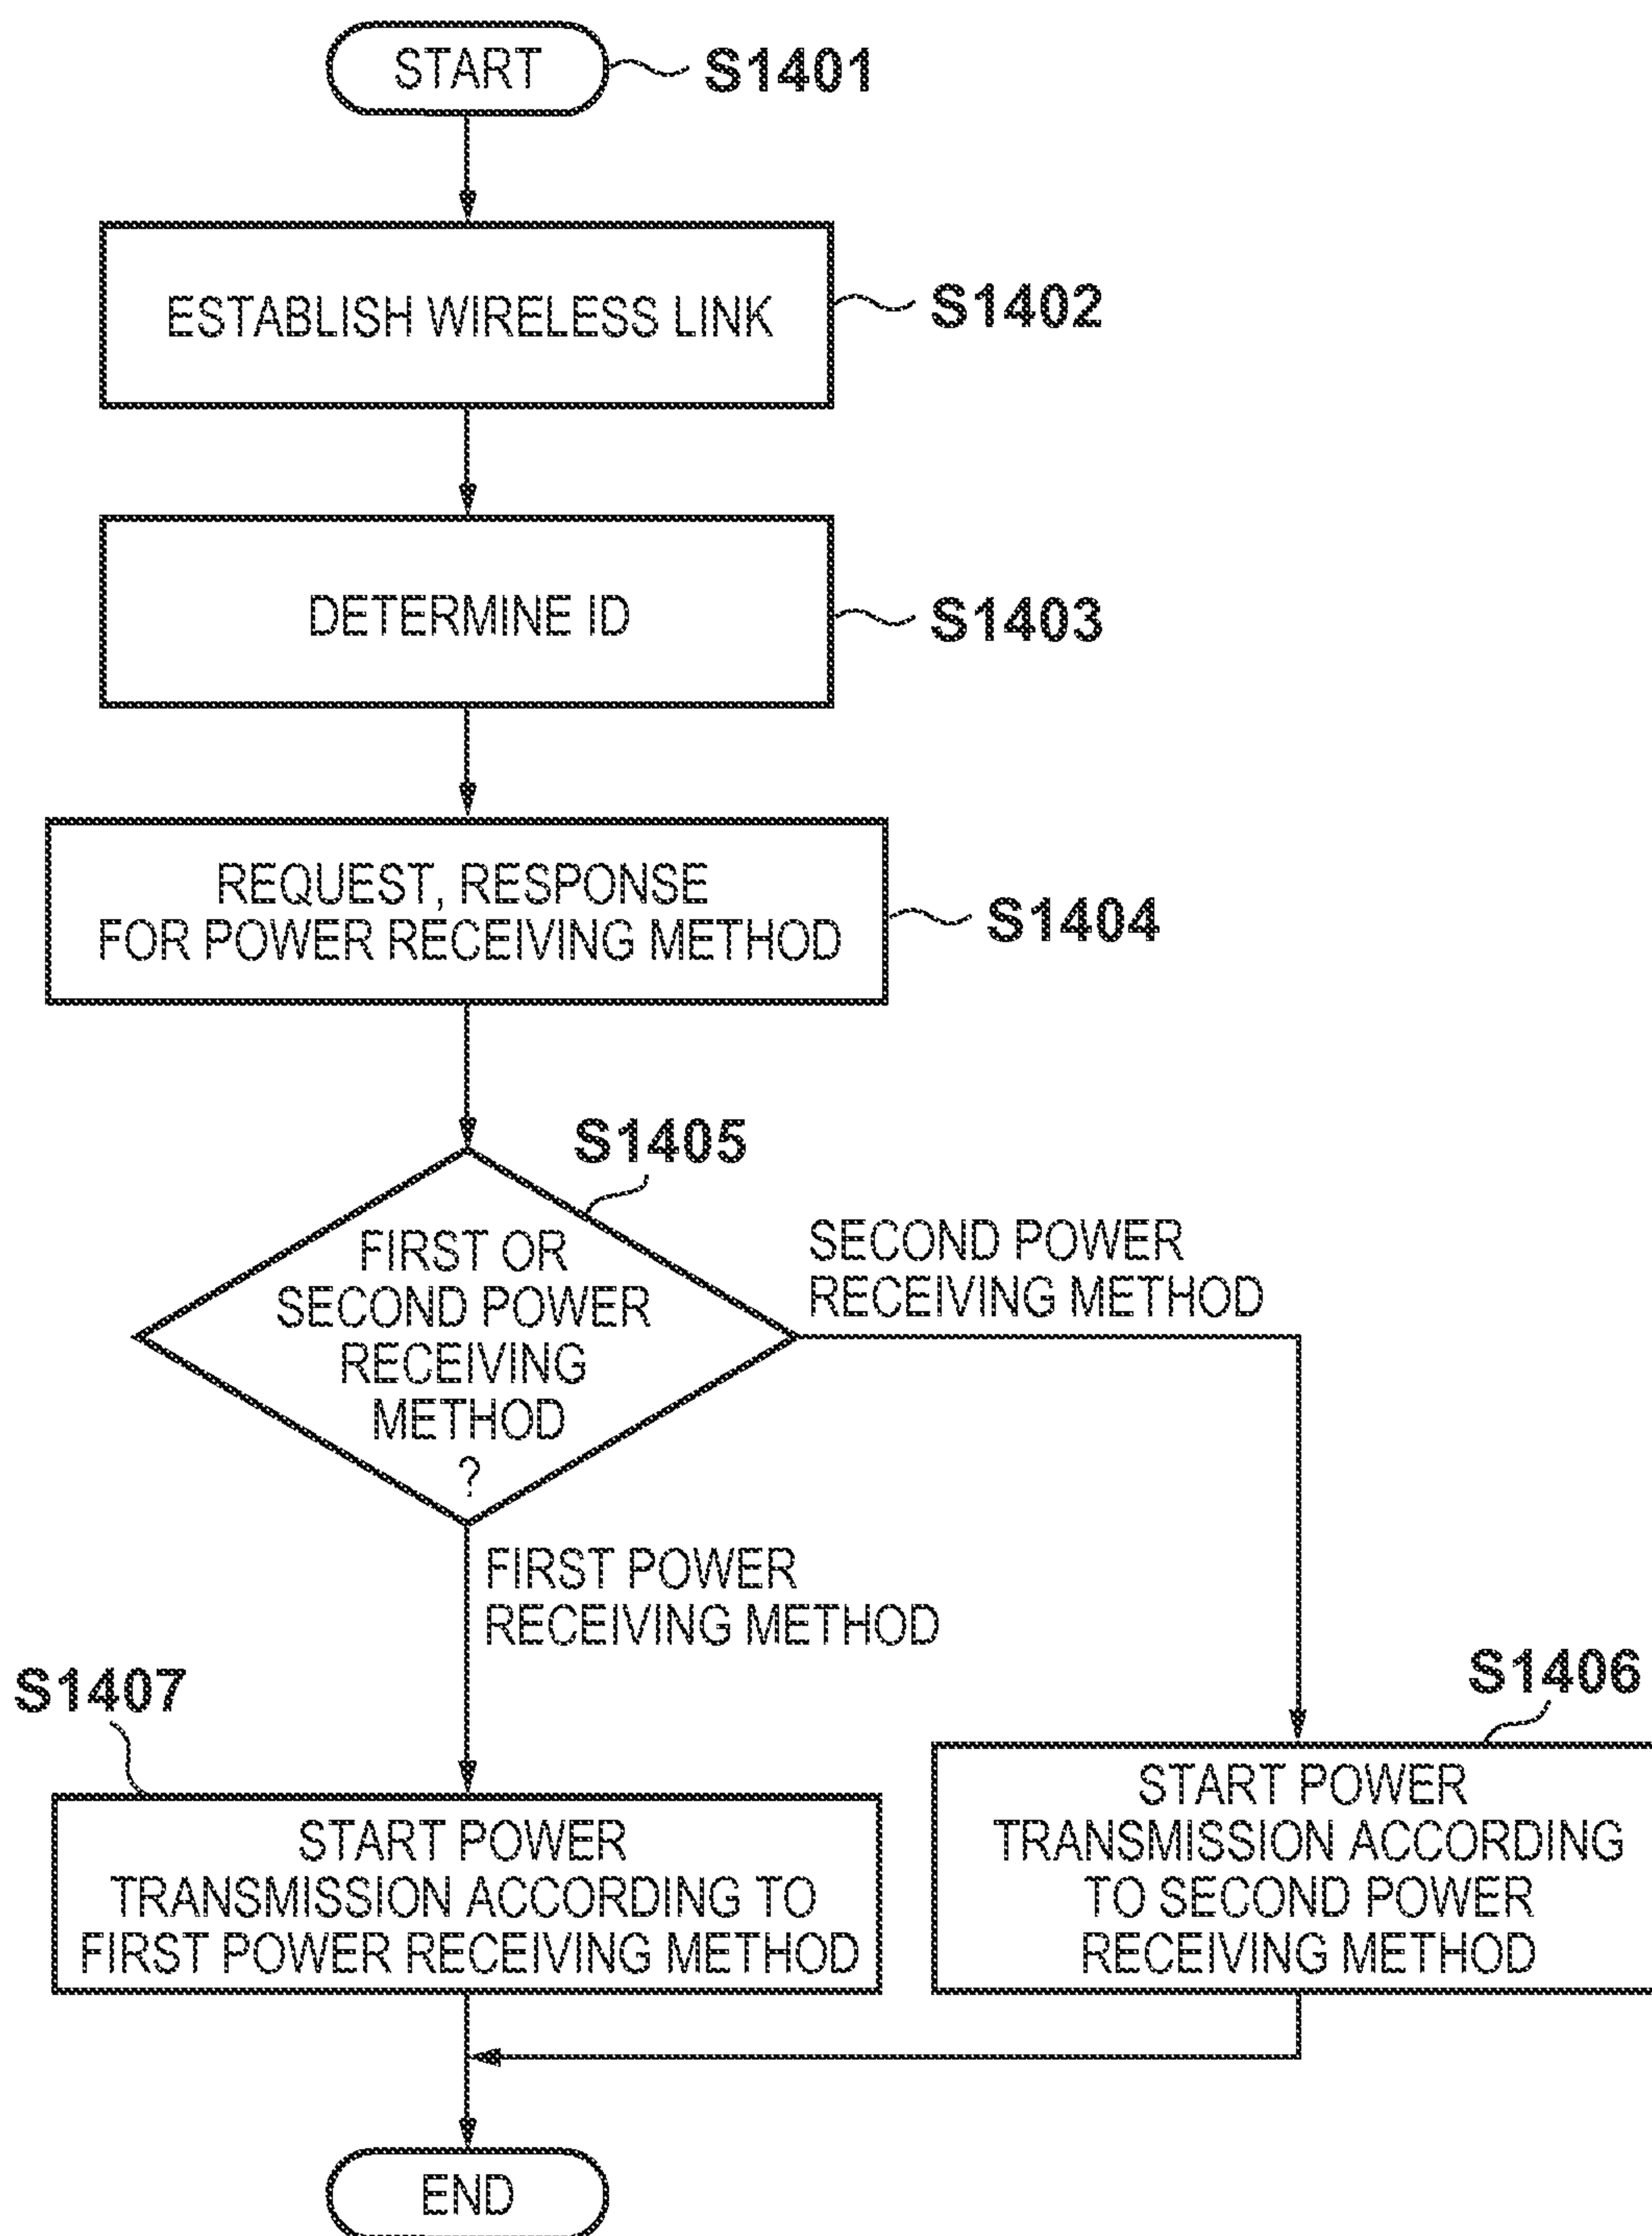 START
S1401
ESTABLISH WIRELESS LINK
S1402
DETERMINE ID
S1403
REQUEST, RESPONSE
FOR POWER RECEIVING METHOD
S1404
S1405
FIRST OR
SECOND POWER
RECEIVING
METHOD
?
SECOND POWER
RECEIVING METHOD
FIRST POWER
RECEIVING METHOD
S1407
START POWER
TRANSMISSION ACCORDING TO
FIRST POWER RECEIVING METHOD
S1406
START POWER
TRANSMISSION ACCORDING
TO SECOND POWER
RECEIVING METHOD
END